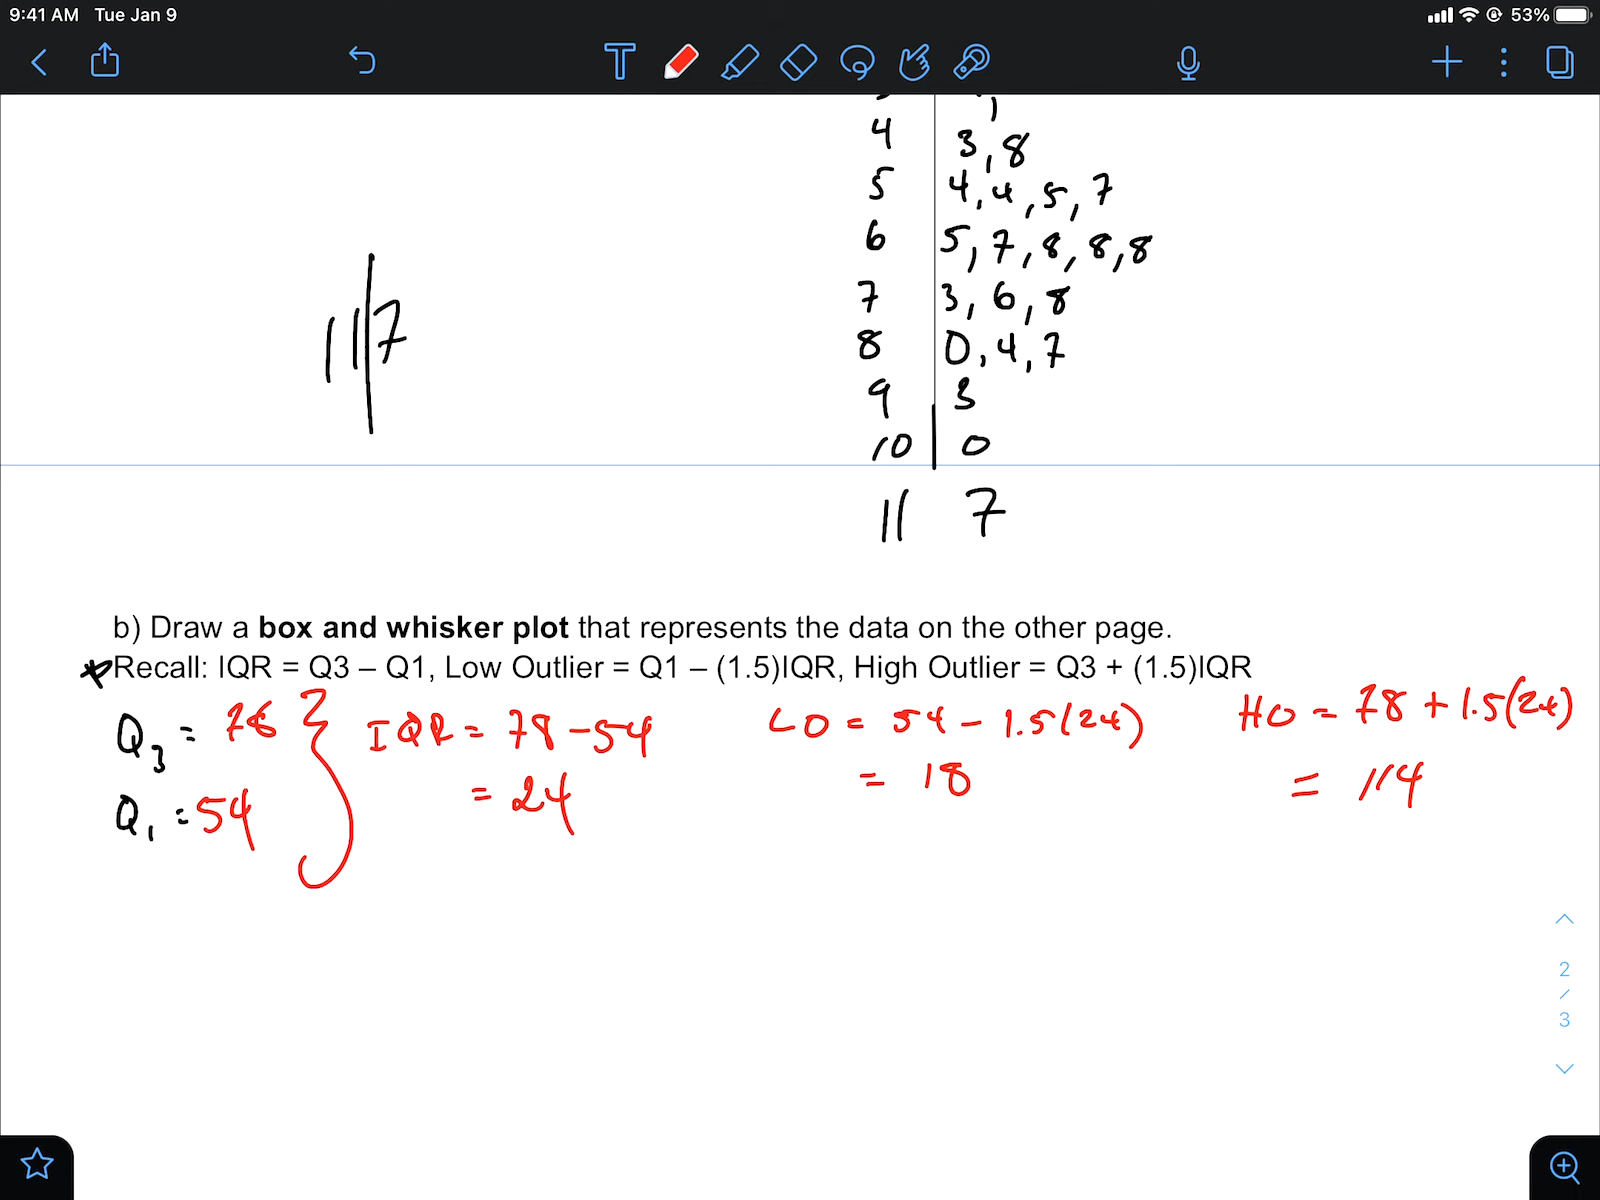 9:41 AM Tue Jan 9 53%
4 3, 8
5 4, 4, 5, 7
6 5, 7, 8, 8, 8
7 3, 6, 8
8 0, 4, 7
9 3
10 | 0
11 7
11|7
b) Draw a box and whisker plot that represents the data on the other page.
Recall: IQR = Q3 – Q1, Low Outlier = Q1 – (1.5)IQR, High Outlier = Q3 + (1.5)IQR
Q3 = 78 } IQR = 78 - 54 LO = 54 - 1.5(24) HO = 78 + 1.5(24)
= 24 = 18 = 114
Q1 = 54
2
/
3